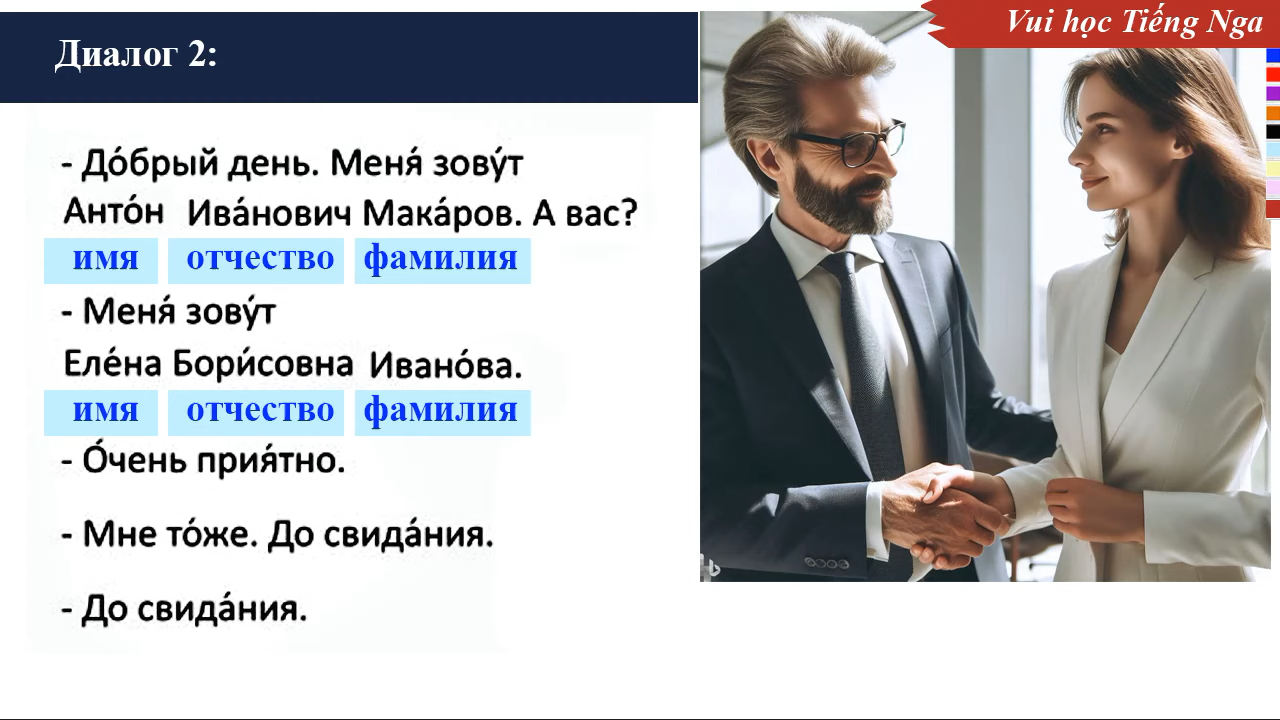 Vui học Tiếng Nga
Диалог 2:
- До́брый день. Меня́ зову́т
Анто́н Ива́нович Мака́ров. А вас?
имя отчество фамилия
- Меня́ зову́т
Еле́на Бори́совна Ивано́ва.
имя отчество фамилия
- О́чень прия́тно.
- Мне то́же. До свида́ния.
- До свида́ния.